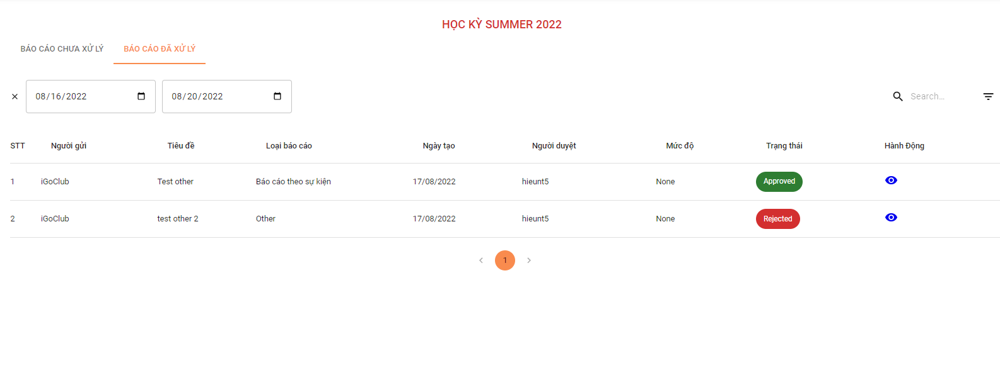 HỌC KỲ SUMMER 2022
BÁO CÁO CHƯA XỬ LÝ BÁO CÁO ĐÃ XỬ LÝ
08/16/2022 08/20/2022 Search...
STT Người gửi Tiêu đề Loại báo cáo Ngày tạo Người duyệt Mức độ Trạng thái Hành Động
1 iGoClub Test other Báo cáo theo sự kiện 17/08/2022 hieunt5 None Approved
2 iGoClub test other 2 Other 17/08/2022 hieunt5 None Rejected
1